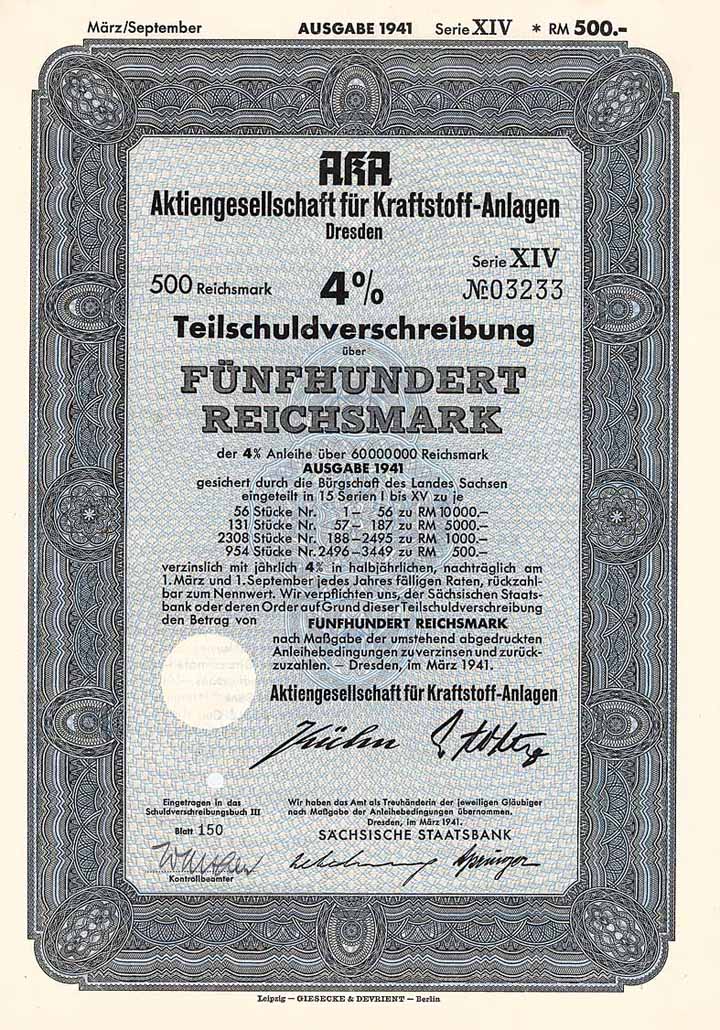 März/September AUSGABE 1941 Serie XIV * RM 500.-
AKA
Aktiengesellschaft für Kraftstoff-Anlagen
Dresden
Serie XIV
500 Reichsmark 4% № 03233
Teilschuldverschreibung
über
FÜNFHUNDERT
REICHSMARK
der 4% Anleihe über 60000000 Reichsmark
AUSGABE 1941
gesichert durch die Bürgschaft des Landes Sachsen
eingeteilt in 15 Serien I bis XV zu je
56 Stücke Nr. 1– 56 zu RM 10000.–
131 Stücke Nr. 57– 187 zu RM 5000.–
2308 Stücke Nr. 188–2495 zu RM 1000.–
954 Stücke Nr. 2496–3449 zu RM 500.–
verzinslich mit jährlich 4% in halbjährlichen, nachträglich am
1. März und 1. September jedes Jahres fälligen Raten, rückzahl-
bar zum Nennwert. Wir verpflichten uns, der Sächsischen Staats-
bank oder deren Order auf Grund dieser Teilschuldverschreibung
den Betrag von FÜNFHUNDERT REICHSMARK
nach Maßgabe der umstehend abgedruckten
Anleihebedingungen zu verzinsen und zurück-
zuzahlen. – Dresden, im März 1941.
Aktiengesellschaft für Kraftstoff-Anlagen
Kühn
Eingetragen in das
Schuldverschreibungsbuch III
Blatt 150
Kontrollbeamter
Wir haben das Amt als Treuhänderin der jeweiligen Gläubiger
nach Maßgabe der Anleihebedingungen übernommen.
Dresden, im März 1941.
SÄCHSISCHE STAATSBANK
Springer
Leipzig – GIESECKE & DEVRIENT – Berlin